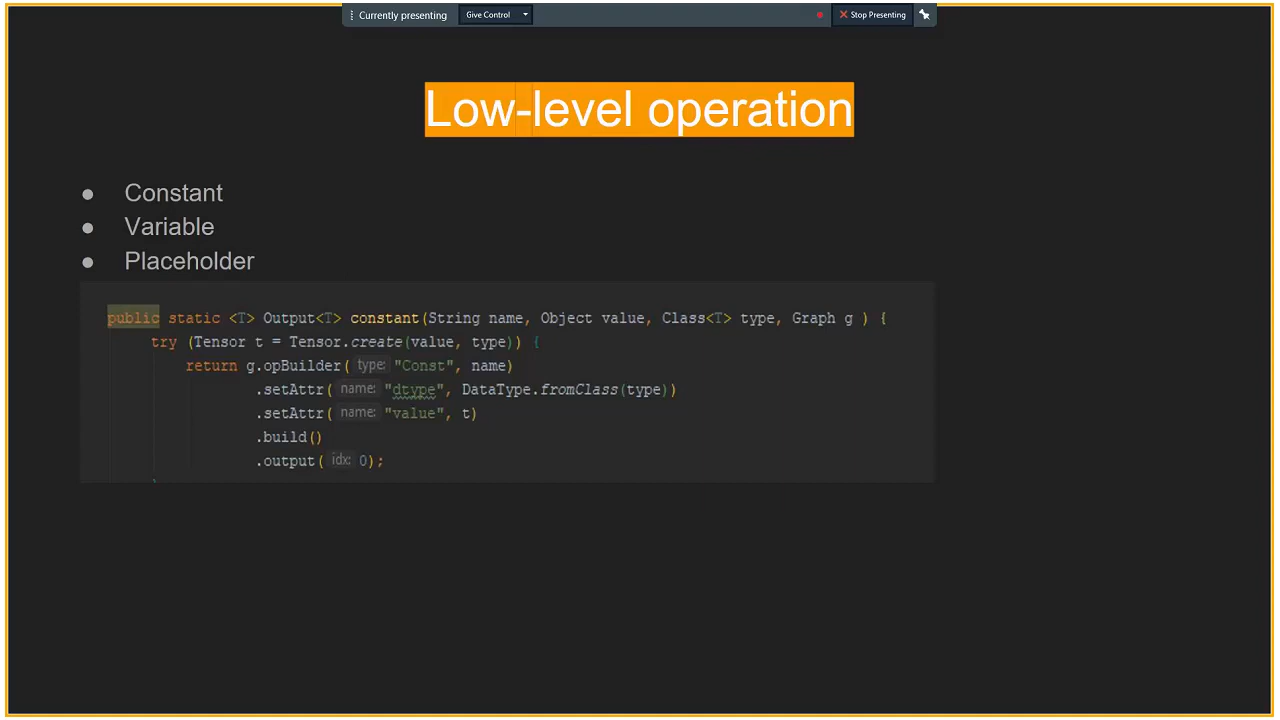 Currently presenting Give Control Stop Presenting
Low-level operation
● Constant
● Variable
● Placeholder
public static <T> Output<T> constant(String name, Object value, Class<T> type, Graph g ) {
try (Tensor t = Tensor.create(value, type)) {
return g.opBuilder( type: "Const", name)
.setAttr( name: "dtype", DataType.fromClass(type))
.setAttr( name: "value", t)
.build()
.output( idx: 0);